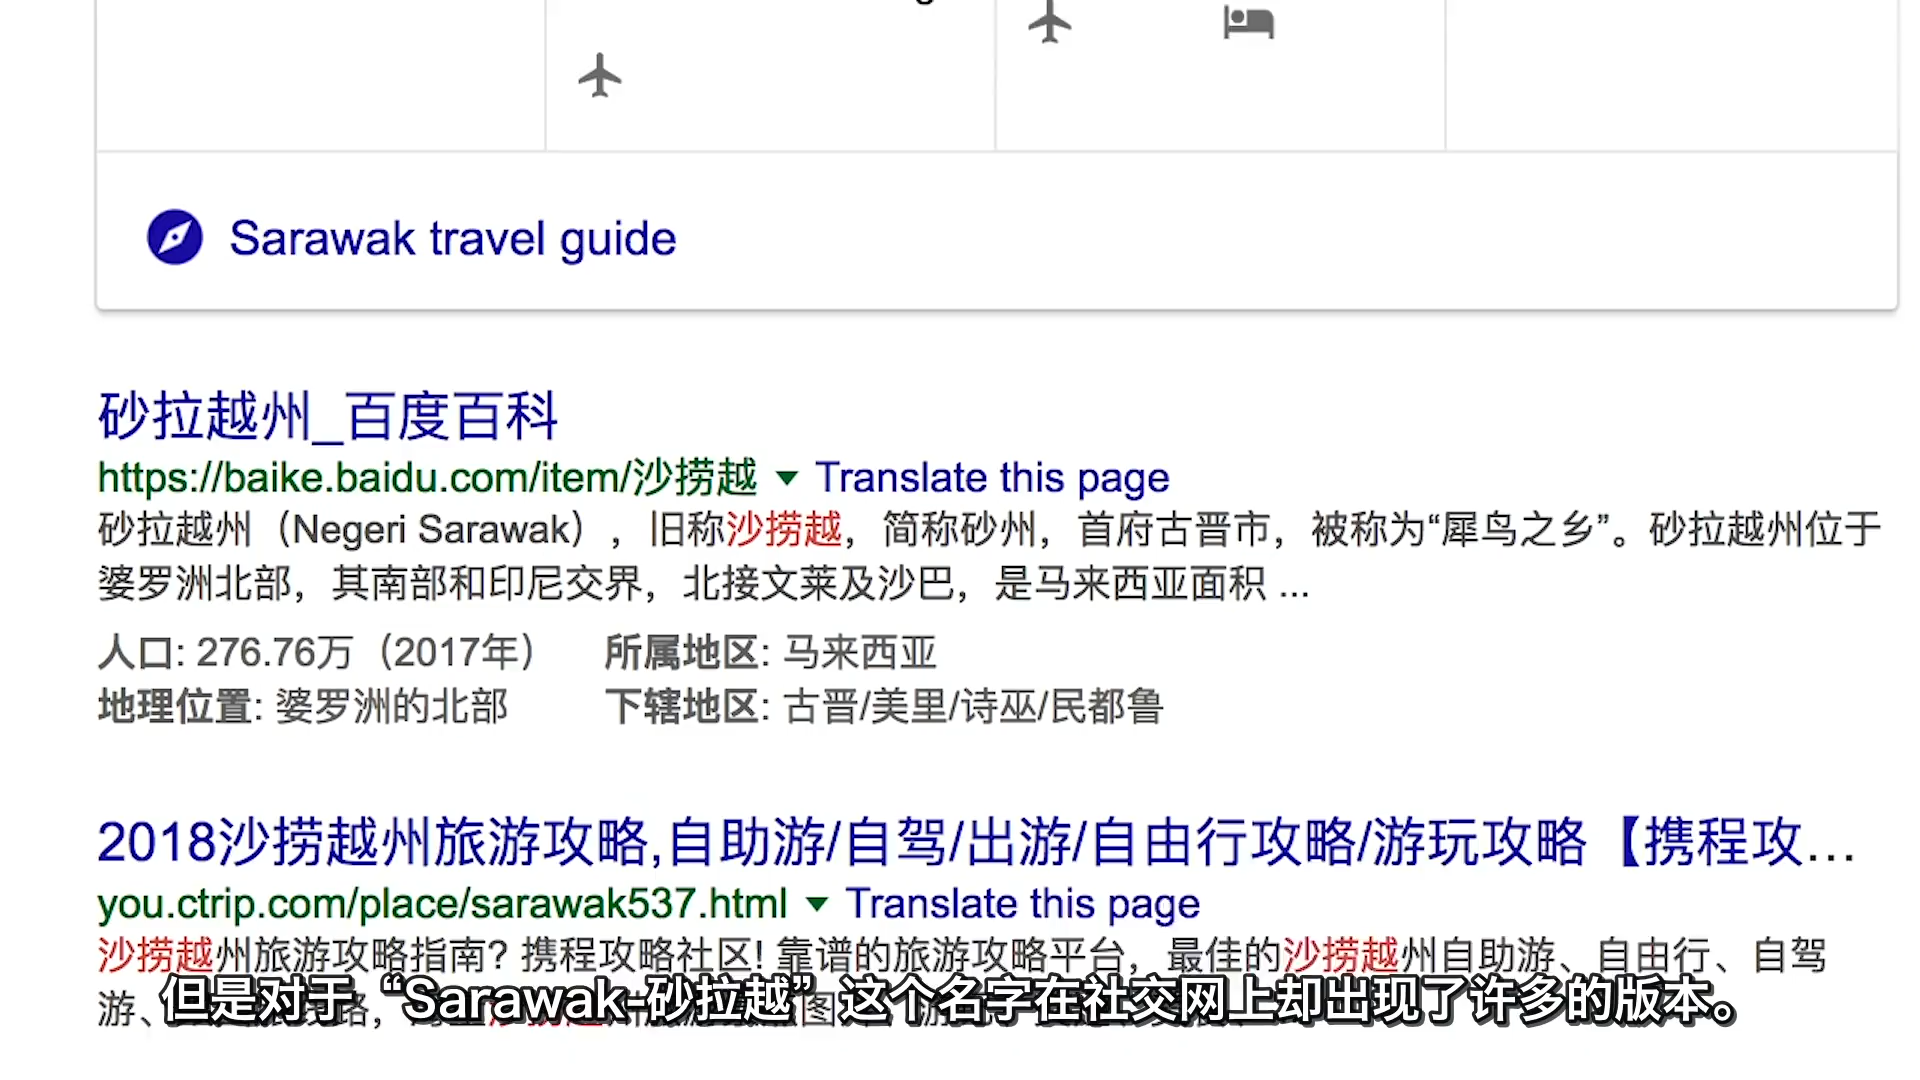 Sarawak travel guide
砂拉越州_百度百科
https://baike.baidu.com/item/沙捞越 Translate this page
砂拉越州（Negeri Sarawak），旧称沙捞越，简称砂州，首府古晋市，被称为“犀鸟之乡”。砂拉越州位于
婆罗洲北部，其南部和印尼交界，北接文莱及沙巴，是马来西亚面积 ...
人口: 276.76万（2017年） 所属地区: 马来西亚
地理位置: 婆罗洲的北部 下辖地区: 古晋/美里/诗巫/民都鲁
2018沙捞越州旅游攻略,自助游/自驾/出游/自由行攻略/游玩攻略【携程攻...
you.ctrip.com/place/sarawak537.html Translate this page
沙捞越州旅游攻略指南? 携程攻略社区! 靠谱的旅游攻略平台，最佳的沙捞越州自助游、自由行、自驾
游、
但是对于“Sarawak-砂拉越”这个名字在社交网上却出现了许多的版本。